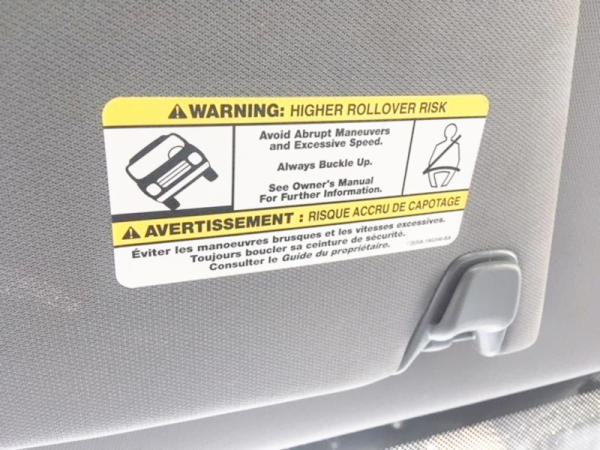 WARNING: HIGHER ROLLOVER RISK
Avoid Abrupt Maneuvers
and Excessive Speed.
Always Buckle Up.
See Owner's Manual
For Further Information.
AVERTISSEMENT : RISQUE ACCRU DE CAPOTAGE
Éviter les manoeuvres brusques et les vitesses excessives.
Toujours boucler sa ceinture de sécurité.
Consulter le Guide du propriétaire.